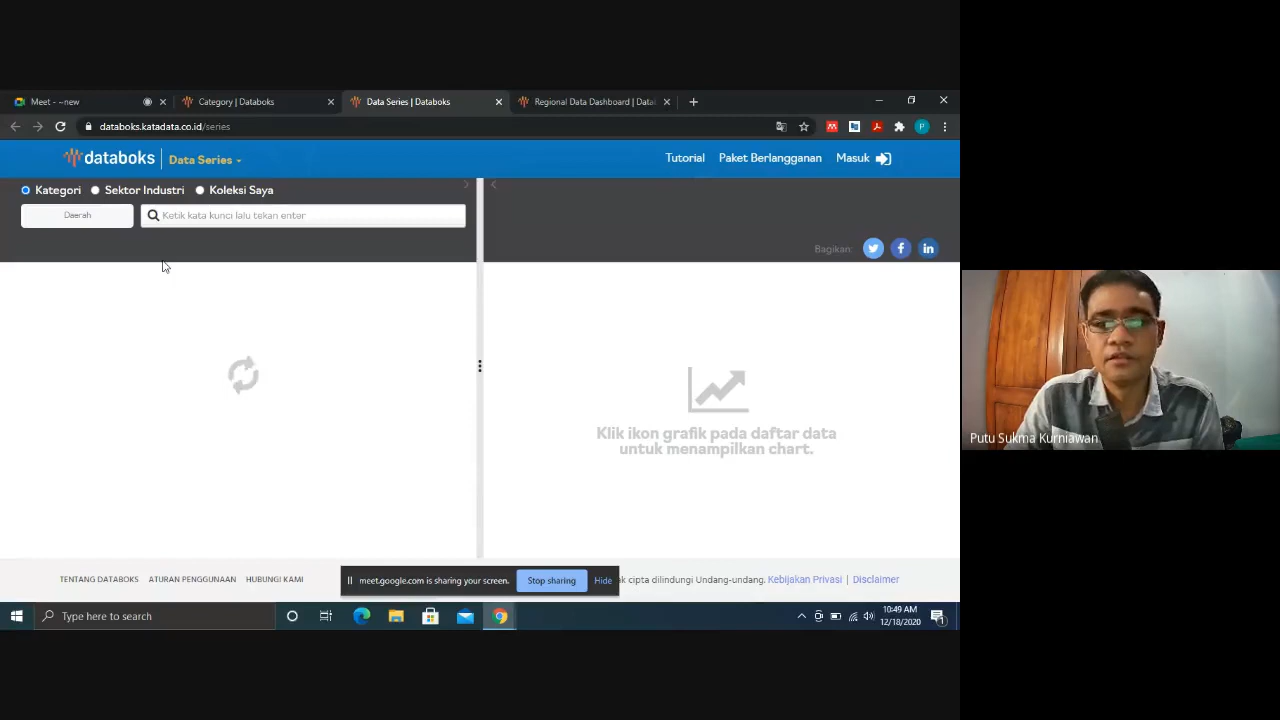 Meet - ~new
Category | Databoks
Data Series | Databoks
Regional Data Dashboard | Datab
databoks.katadata.co.id/series
databoks
Data Series
Tutorial
Paket Berlangganan
Masuk
Kategori
Sektor Industri
Koleksi Saya
Daerah
Ketik kata kunci lalu tekan enter
Bagikan:
Klik ikon grafik pada daftar data
untuk menampilkan chart.
Putu Sukma Kurniawan
TENTANG DATABOKS
ATURAN PENGGUNAAN
HUBUNGI KAMI
meet.google.com is sharing your screen.
Stop sharing
Hide
cipta dilindungi Undang-undang. Kebijakan Privasi | Disclaimer
Type here to search
10:49 AM
12/18/2020